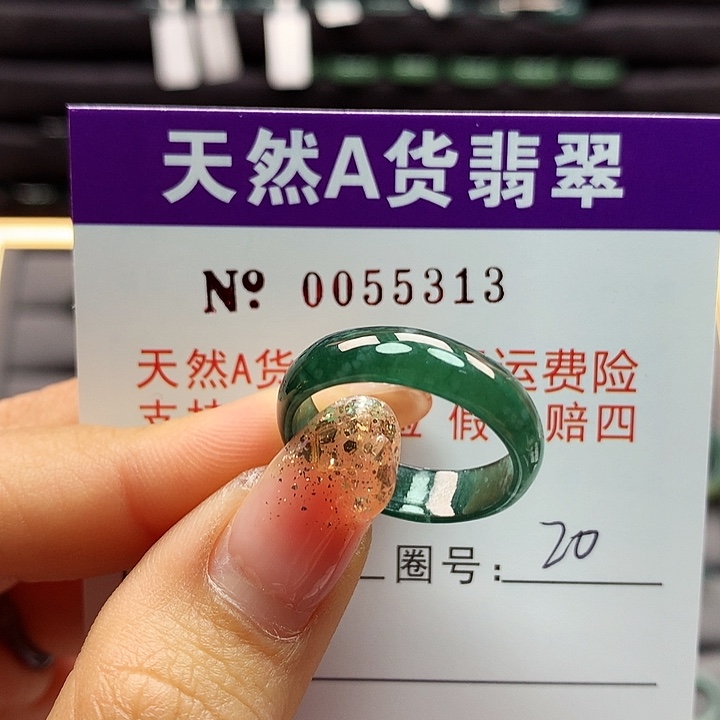 天然A货翡翠
No. 0055313
天然A货 运费险
支持 假 赔四
圈号: 20